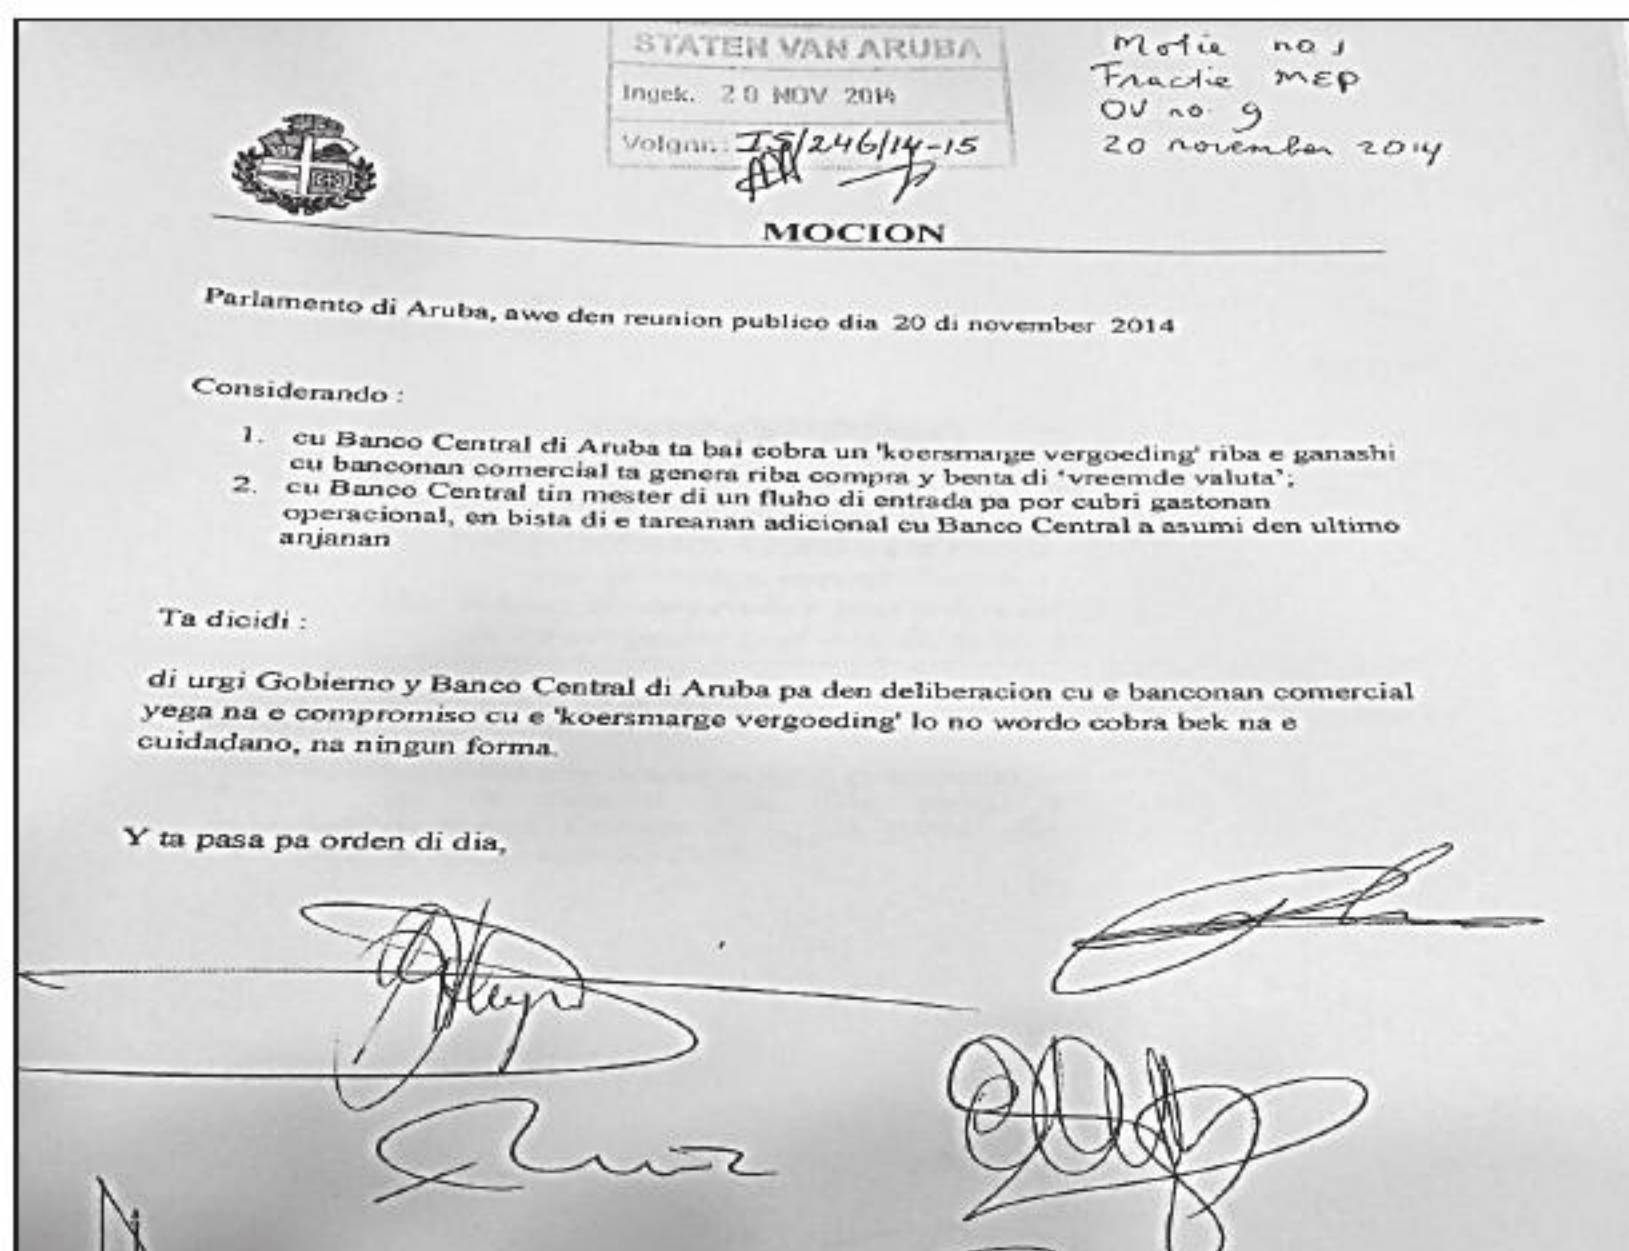 STATEN VAN ARUBA
Ingek. 20 NOV 2014
Volgnr.: IS/246/14-15
Motie no 1
Fractie MEP
OV no. 9
20 november 2014
MOCION
Parlamento di Aruba, awe den reunion publico dia 20 di november 2014
Considerando :
1. cu Banco Central di Aruba ta bai cobra un 'koersmarge vergoeding' riba e ganashi
cu banconan comercial ta genera riba compra y benta di 'vreemde valuta';
2. cu Banco Central tin mester di un fluho di entrada pa por cubri gastonan
operacional, en bista di e tareanan adicional cu Banco Central a asumi den ultimo
anjanan
Ta dicidi :
di urgi Gobierno y Banco Central di Aruba pa den deliberacion cu e banconan comercial
yega na e compromiso cu e 'koersmarge vergoeding' lo no wordo cobra bek na e
cuidadano, na ningun forma.
Y ta pasa pa orden di dia,